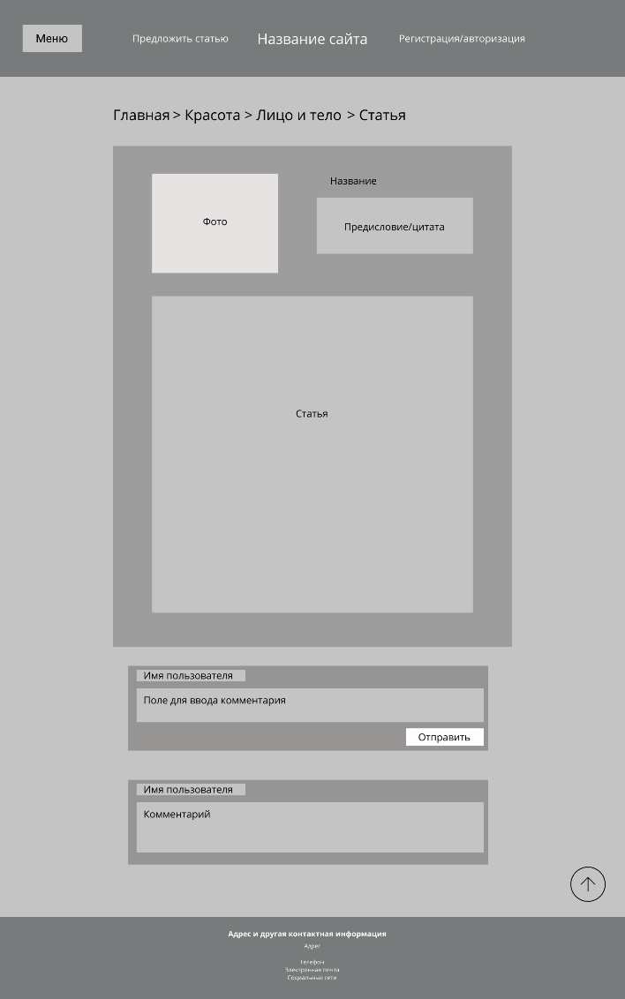 Меню
Предложить статью
Название сайта
Регистрация/авторизация
Главная > Красота > Лицо и тело > Статья
Фото
Название
Предисловие/цитата
Статья
Имя пользователя
Поле для ввода комментария
Отправить
Имя пользователя
Комментарий
Адрес и другая контактная информация
Адрес
Телефон
Электронная почта
Социальные сети